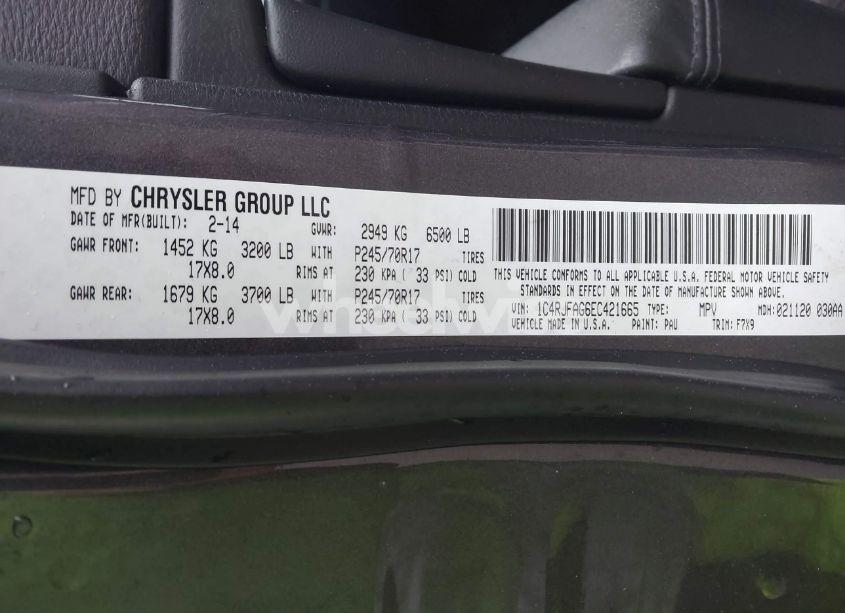 MFD BY CHRYSLER GROUP LLC
DATE OF MFR(BUILT): 2-14 GVWR: 2949 KG 6500 LB
GAWR FRONT: 1452 KG 3200 LB WITH P245/70R17 TIRES
17X8.0 RIMS AT 230 KPA ( 33 PSI) COLD
GAWR REAR: 1679 KG 3700 LB WITH P245/70R17 TIRES
17X8.0 RIMS AT 230 KPA ( 33 PSI) COLD
THIS VEHICLE CONFORMS TO ALL APPLICABLE U.S.A. FEDERAL MOTOR VEHICLE SAFETY
STANDARDS IN EFFECT ON THE DATE OF MANUFACTURE SHOWN ABOVE.
VIN: 1C4RJFAG6EC421665 TYPE: MPV MDH: 021120 030AA
VEHICLE MADE IN U.S.A. PAINT: PAU TRIM: F7X9